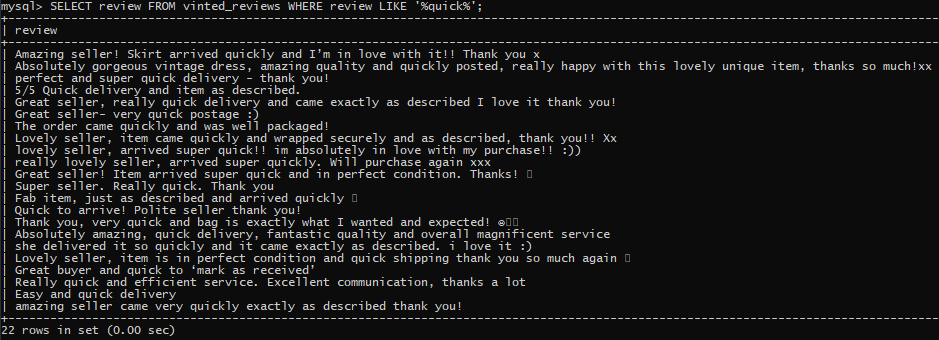 mysql> SELECT review FROM vinted_reviews WHERE review LIKE '%quick%';
| review
| Amazing seller! Skirt arrived quickly and I’m in love with it!! Thank you x
| Absolutely gorgeous vintage dress, amazing quality and quickly posted, really happy with this lovely unique item, thanks so much!xx
| perfect and super quick delivery - thank you!
| 5/5 Quick delivery and item as described.
| Great seller, really quick delivery and came exactly as described I love it thank you!
| Great seller- very quick postage :)
| The order came quickly and was well packaged!
| Lovely seller, item came quickly and wrapped securely and as described, thank you!! Xx
| lovely seller, arrived super quick!! im absolutely in love with my purchase!! :))
| really lovely seller, arrived super quickly. Will purchase again xxx
| Great seller! Item arrived super quick and in perfect condition. Thanks!
| Super seller. Really quick. Thank you
| Fab item, just as described and arrived quickly
| Quick to arrive! Polite seller thank you!
| Thank you, very quick and bag is exactly what I wanted and expected!
| Absolutely amazing, quick delivery, fantastic quality and overall magnificent service
| she delivered it so quickly and it came exactly as described. i love it :)
| Lovely seller, item is in perfect condition and quick shipping thank you so much again
| Great buyer and quick to ‘mark as received’
| Really quick and efficient service. Excellent communication, thanks a lot
| Easy and quick delivery
| amazing seller came very quickly exactly as described thank you!
22 rows in set (0.00 sec)